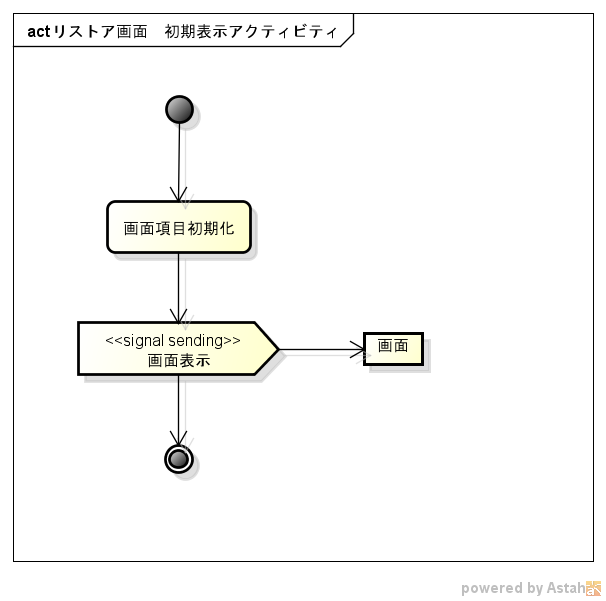 act リストア画面　初期表示アクティビティ
画面項目初期化
<<signal sending>>
画面表示
画面
powered by Astah